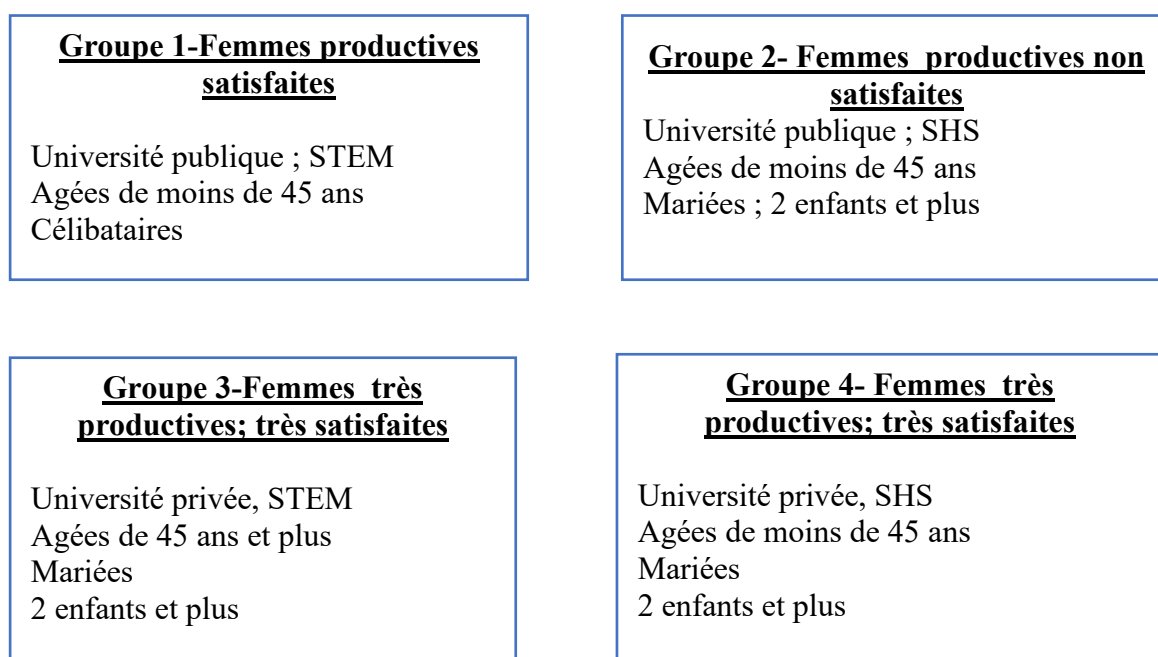 Groupe 1-Femmes productives
satisfaites
Université publique ; STEM
Agées de moins de 45 ans
Célibataires
Groupe 2- Femmes productives non
satisfaites
Université publique ; SHS
Agées de moins de 45 ans
Mariées ; 2 enfants et plus
Groupe 3-Femmes très
productives; très satisfaites
Université privée, STEM
Agées de 45 ans et plus
Mariées
2 enfants et plus
Groupe 4- Femmes très
productives; très satisfaites
Université privée, SHS
Agées de moins de 45 ans
Mariées
2 enfants et plus